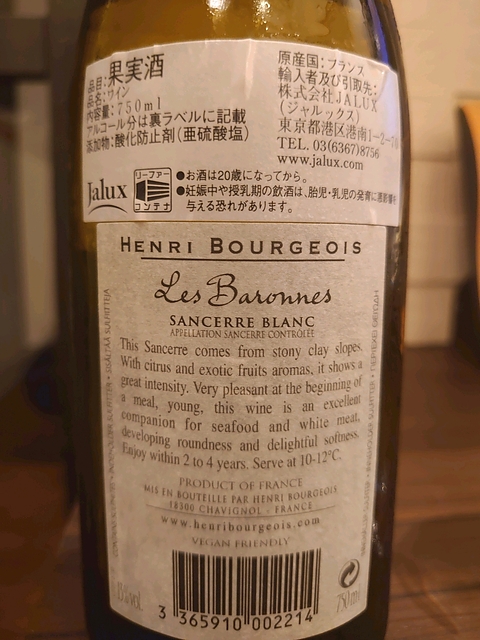 品目:果実酒
品名:ワイン
内容量:750ml
アルコール分は裏ラベルに記載
添加物:酸化防止剤(亜硫酸塩)
原産国:フランス
輸入者及び引取先:
株式会社JALUX
(ジャルックス)
東京都港区港南1-2-
TEL. 03(6367)8756
www.jalux.com
Jalux
リーファー
コンテナ
●お酒は20歳になってから。
●妊娠中や授乳期の飲酒は、胎児・乳児の発育に悪影響を
与える恐れがあります。
HENRI BOURGEOIS
Les Baronnes
SANCERRE BLANC
APPELLATION SANCERRE CONTRÔLÉE
This Sancerre comes from stony clay slopes.
With citrus and exotic fruits aromas, it shows a
great intensity. Very pleasant at the beginning of
a meal, young, this wine is an excellent
companion for seafood and white meat,
developing roundness and delightful softness.
Enjoy within 2 to 4 years. Serve at 10-12°C.
PRODUCT OF FRANCE
MIS EN BOUTEILLE PAR HENRI BOURGEOIS
18300 CHAVIGNOL - FRANCE
www.henribourgeois.com
VEGAN FRIENDLY
13%vol.
750ml
3 365910 002214